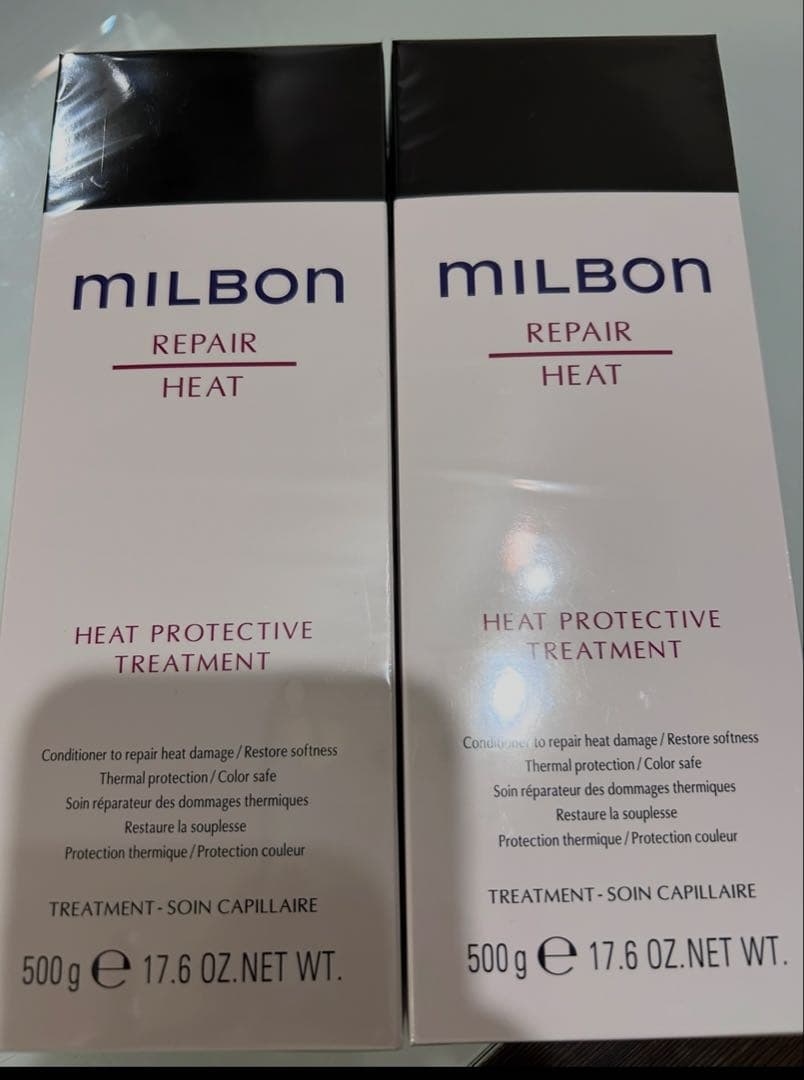 mILBON
REPAIR
HEAT
HEAT PROTECTIVE
TREATMENT
Conditioner to repair heat damage / Restore softness
Thermal protection / Color safe
Soin réparateur des dommages thermiques
Restaure la souplesse
Protection thermique / Protection couleur
TREATMENT - SOIN CAPILLAIRE
500 g ℮ 17.6 OZ.NET WT.
mILBON
REPAIR
HEAT
HEAT PROTECTIVE
TREATMENT
Conditioner to repair heat damage / Restore softness
Thermal protection / Color safe
Soin réparateur des dommages thermiques
Restaure la souplesse
Protection thermique / Protection couleur
TREATMENT - SOIN CAPILLAIRE
500 g ℮ 17.6 OZ.NET WT.